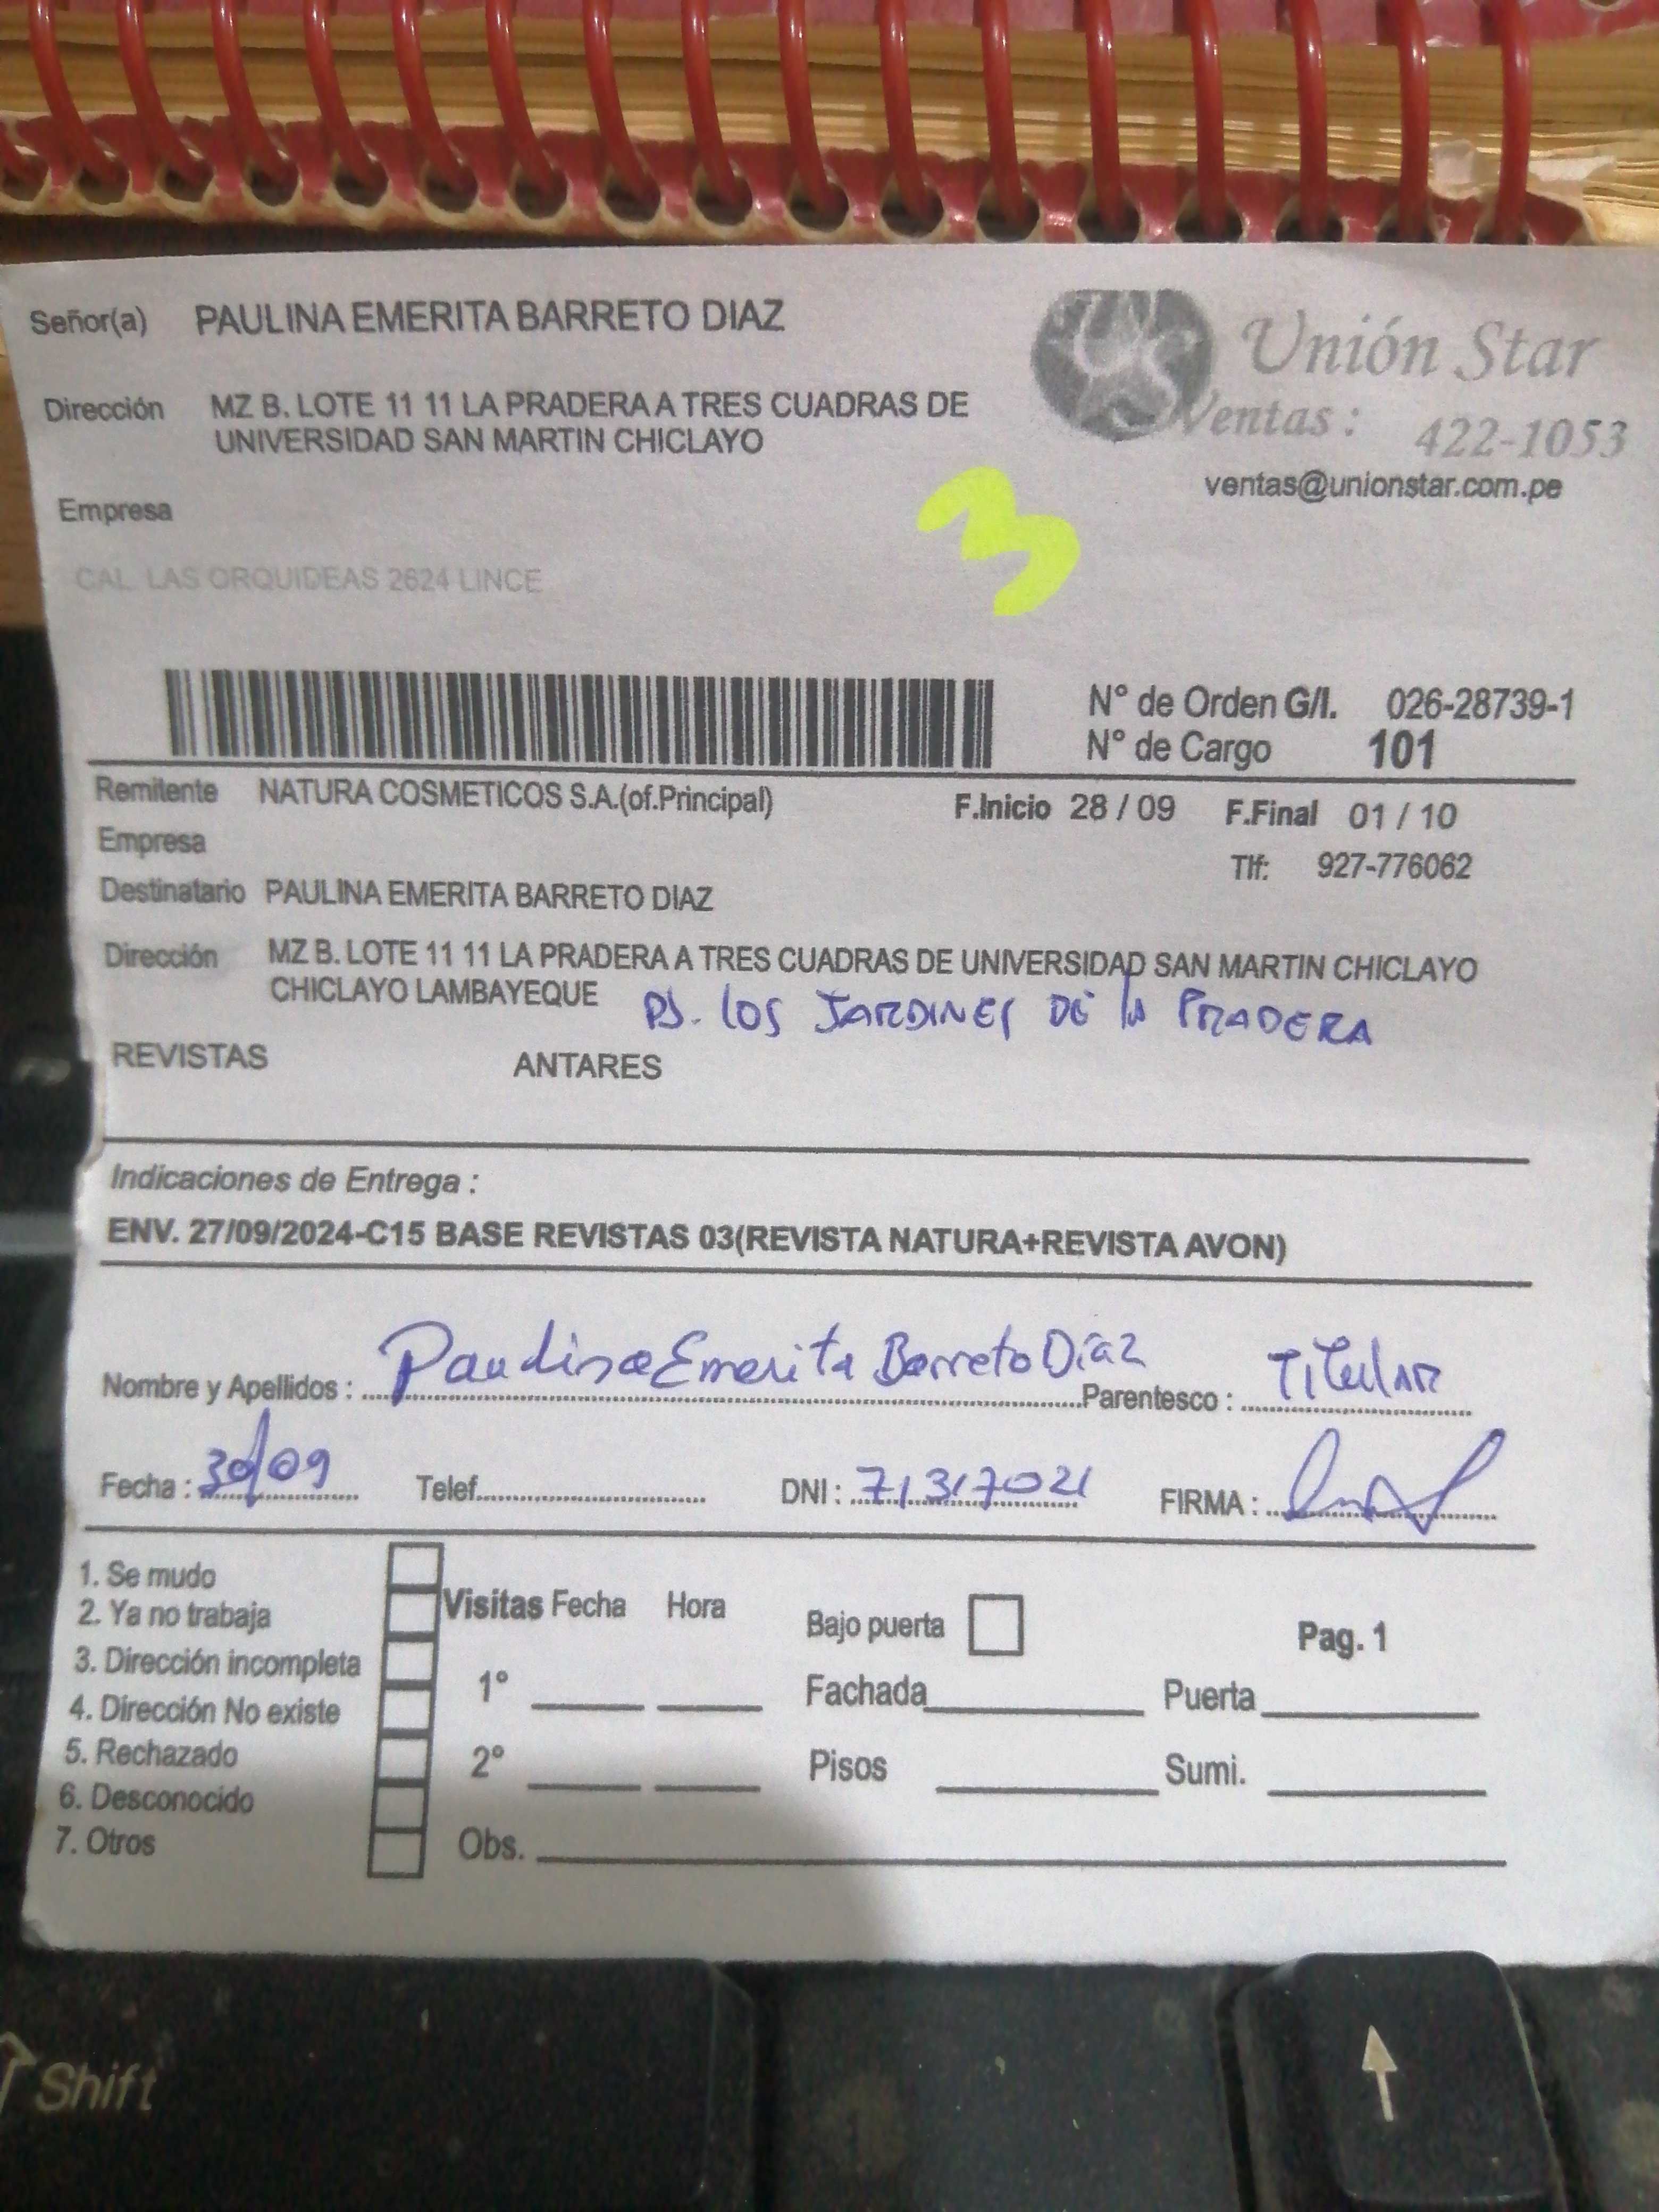 Señor(a) PAULINA EMERITA BARRETO DIAZ
Unión Star
Dirección MZ B. LOTE 11 11 LA PRADERA A TRES CUADRAS DE
UNIVERSIDAD SAN MARTIN CHICLAYO
Ventas : 422-1053
ventas@unionstar.com.pe
Empresa
3
CAL LAS ORQUIDEAS 2624 LINCE
N° de Orden G/I. 026-28739-1
N° de Cargo 101
Remitente NATURA COSMETICOS S.A.(of.Principal) F.Inicio 28 / 09 F.Final 01 / 10
Empresa
Tlf: 927-776062
Destinatario PAULINA EMERITA BARRETO DIAZ
Dirección MZ B. LOTE 11 11 LA PRADERA A TRES CUADRAS DE UNIVERSIDAD SAN MARTIN CHICLAYO
CHICLAYO LAMBAYEQUE PS. LOS JARDINES DE LA PRADERA
REVISTAS ANTARES
Indicaciones de Entrega :
ENV. 27/09/2024-C15 BASE REVISTAS 03(REVISTA NATURA+REVISTA AVON)
Nombre y Apellidos : Paulina Emerita Barreto Díaz Parentesco : Titular
Fecha : 30/09 Telef. DNI : 71317021 FIRMA :
1. Se mudo
2. Ya no trabaja
3. Dirección incompleta
4. Dirección No existe
5. Rechazado
6. Desconocido
7. Otros
Visitas Fecha Hora
1°
2°
Obs.
Bajo puerta
Pag. 1
Fachada Puerta
Pisos Sumi.
Shift